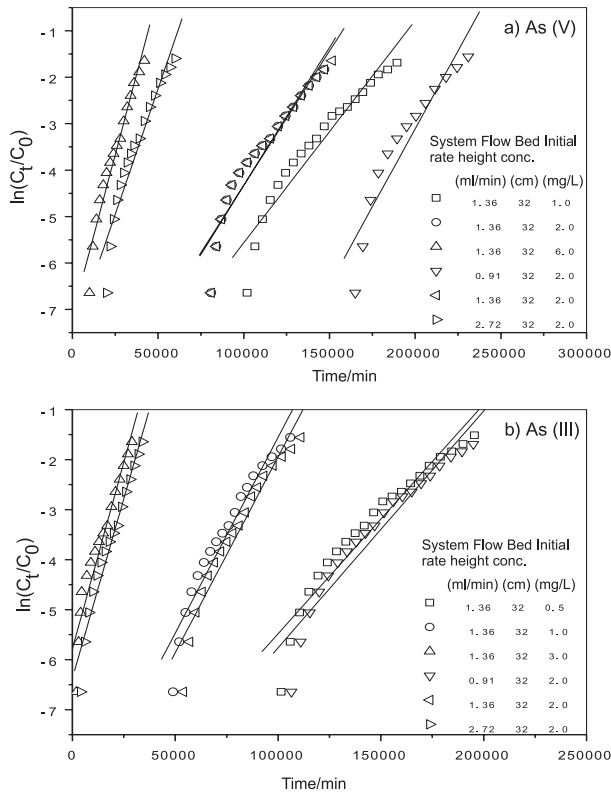 a) As (V)
- 1
- 2
- 3
- 4
- 5
- 6
- 7
ln(Ct/C0)
System Flow Bed Initial
rate height conc.
(ml/min) (cm) (mg/L)
1.36 32 1.0
1.36 32 2.0
1.36 32 6.0
0.91 32 2.0
1.36 32 2.0
2.72 32 2.0
0 50000 100000 150000 200000 250000 300000
Time/min
b) As (III)
- 1
- 2
- 3
- 4
- 5
- 6
- 7
ln(Ct/C0)
System Flow Bed Initial
rate height conc.
(ml/min) (cm) (mg/L)
1.36 32 0.5
1.36 32 1.0
1.36 32 3.0
0.91 32 2.0
1.36 32 2.0
2.72 32 2.0
0 50000 100000 150000 200000 250000
Time/min